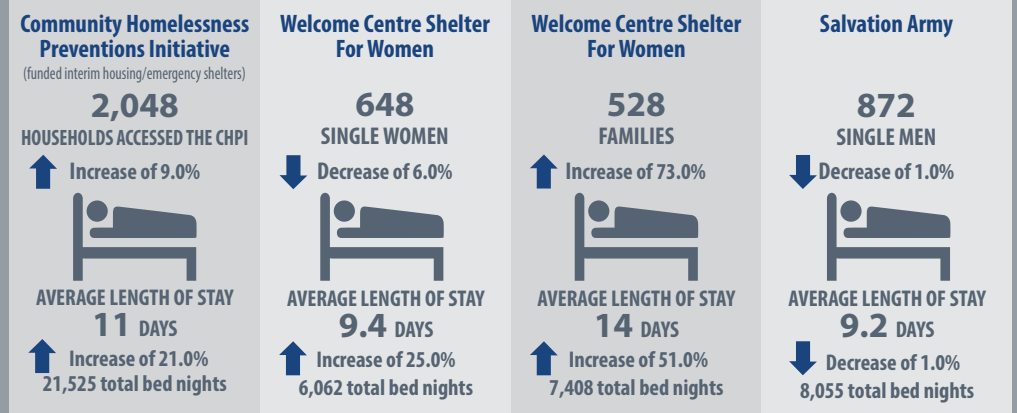 Community Homelessness
Preventions Initiative
(funded interim housing/emergency shelters)
2,048
HOUSEHOLDS ACCESSED THE CHPI
Increase of 9.0%
AVERAGE LENGTH OF STAY
11 DAYS
Increase of 21.0%
21,525 total bed nights
Welcome Centre Shelter
For Women
648
SINGLE WOMEN
Decrease of 6.0%
AVERAGE LENGTH OF STAY
9.4 DAYS
Increase of 25.0%
6,062 total bed nights
Welcome Centre Shelter
For Women
528
FAMILIES
Increase of 73.0%
AVERAGE LENGTH OF STAY
14 DAYS
Increase of 51.0%
7,408 total bed nights
Salvation Army
872
SINGLE MEN
Decrease of 1.0%
AVERAGE LENGTH OF STAY
9.2 DAYS
Decrease of 1.0%
8,055 total bed nights